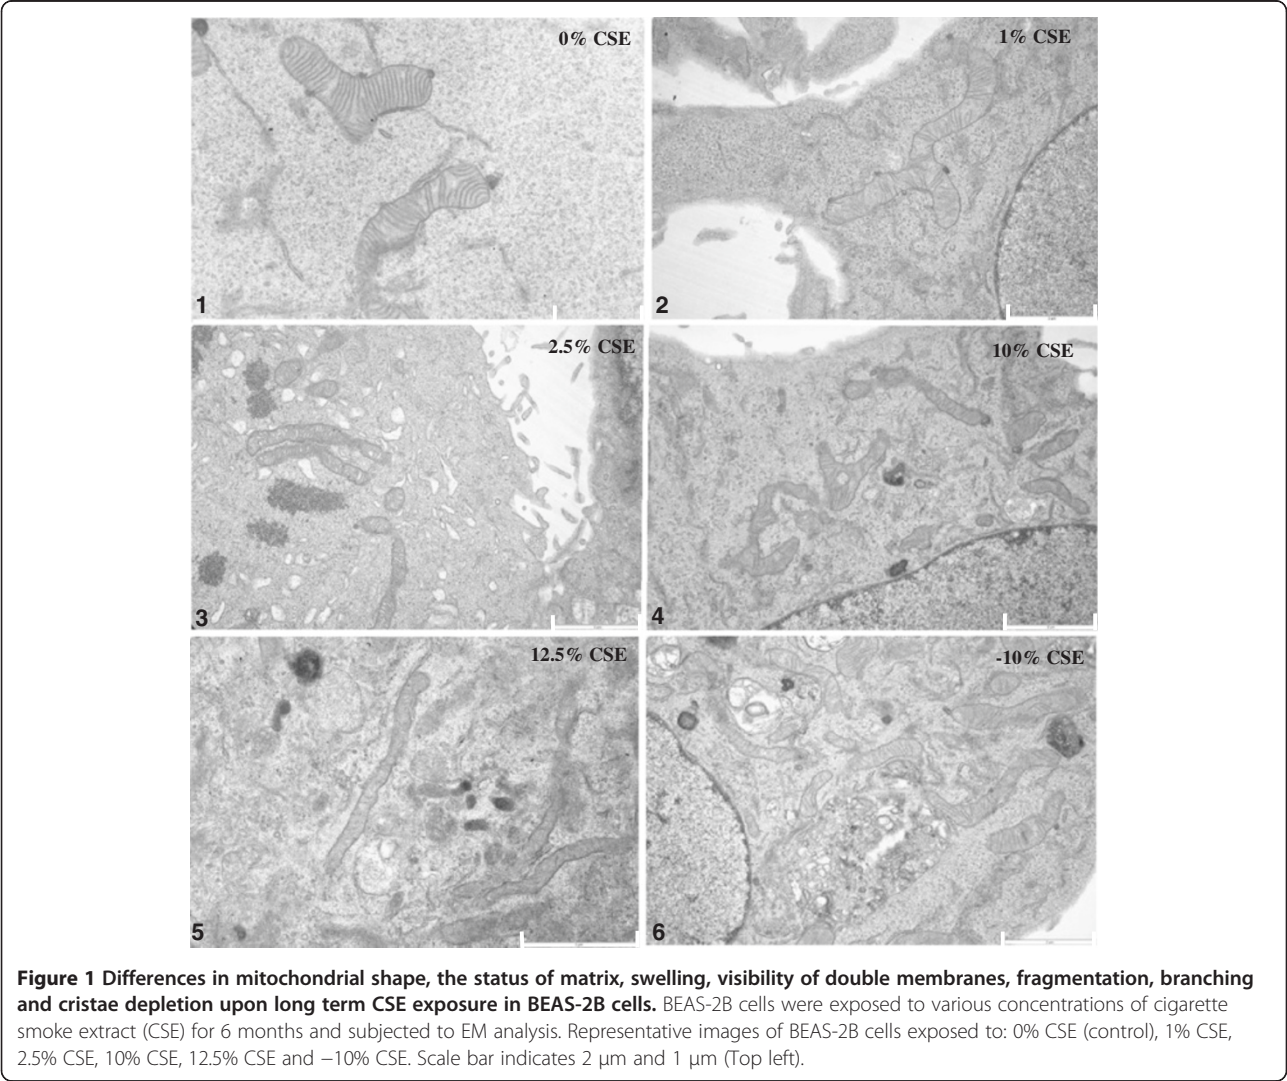 0% CSE
1% CSE
1
2
2.5% CSE
10% CSE
3
4
12.5% CSE
-10% CSE
5
6
Figure 1 Differences in mitochondrial shape, the status of matrix, swelling, visibility of double membranes, fragmentation, branching
and cristae depletion upon long term CSE exposure in BEAS-2B cells. BEAS-2B cells were exposed to various concentrations of cigarette
smoke extract (CSE) for 6 months and subjected to EM analysis. Representative images of BEAS-2B cells exposed to: 0% CSE (control), 1% CSE,
2.5% CSE, 10% CSE, 12.5% CSE and −10% CSE. Scale bar indicates 2 μm and 1 μm (Top left).